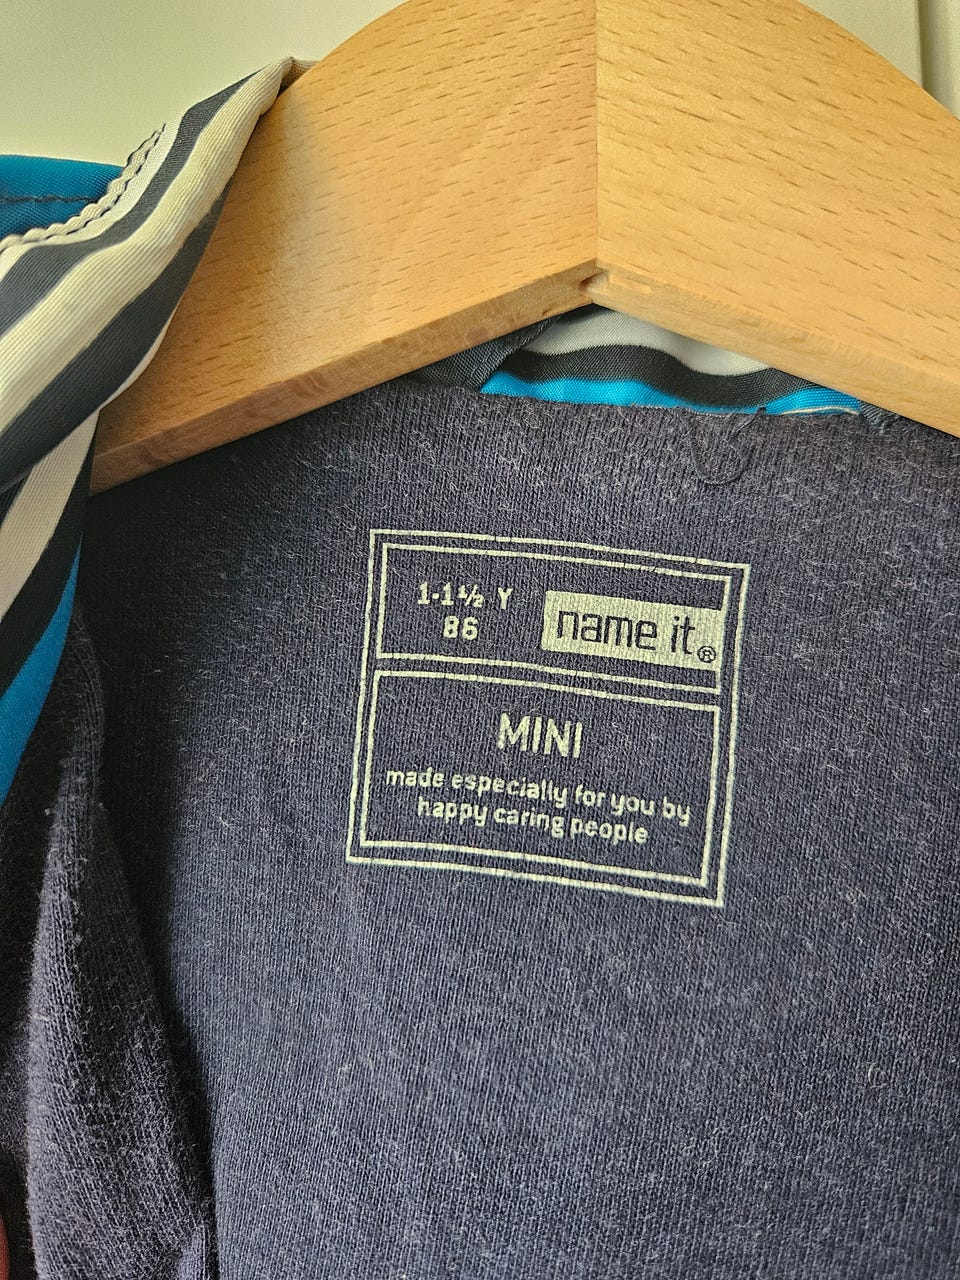 1-1½ Y
86
name it®
MINI
made especially for you by
happy caring people